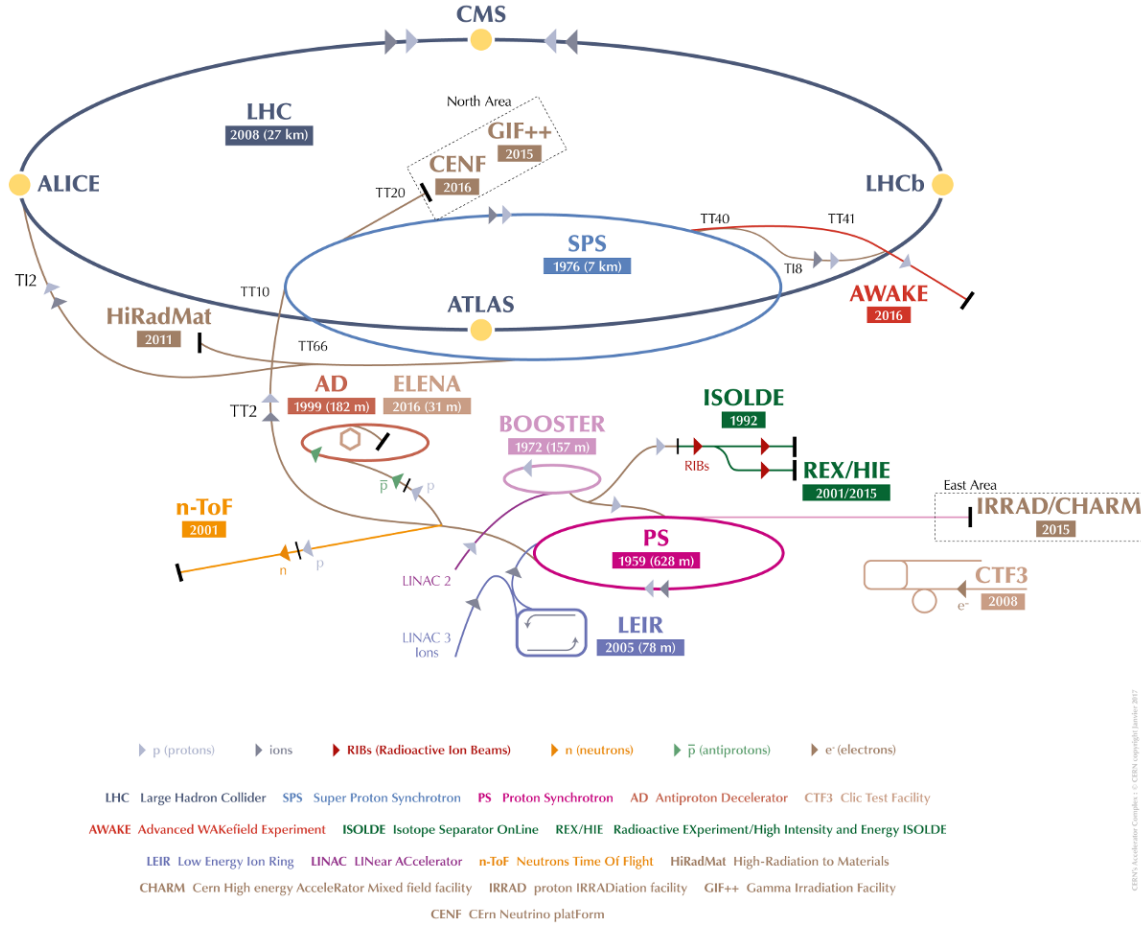 CMS
LHC
2008 (27 km)
North Area
GIF++
2015
CENF
2016
TT20
ALICE
LHCb
TT40
TT41
SPS
1976 (7 km)
TI8
TI2
TT10
ATLAS
AWAKE
2016
HiRadMat
2011
TT66
AD
1999 (182 m)
ELENA
2016 (31 m)
TT2
BOOSTER
1972 (157 m)
ISOLDE
1992
RIBs
REX/HIE
2001/2015
p̅
p
East Area
IRRAD/CHARM
2015
n-ToF
2001
n
p
PS
1959 (628 m)
LINAC 2
CTF3
2008
e⁻
LINAC 3
Ions
LEIR
2005 (78 m)
p (protons) ions RIBs (Radioactive Ion Beams) n (neutrons) p̅ (antiprotons) e⁻ (electrons)
LHC Large Hadron Collider SPS Super Proton Synchrotron PS Proton Synchrotron AD Antiproton Decelerator CTF3 Clic Test Facility
AWAKE Advanced WAKefield Experiment ISOLDE Isotope Separator OnLine REX/HIE Radioactive EXperiment/High Intensity and Energy ISOLDE
LEIR Low Energy Ion Ring LINAC LINear ACcelerator n-ToF Neutrons Time Of Flight HiRadMat High-Radiation to Materials
CHARM Cern High energy AcceleRator Mixed field facility IRRAD proton IRRADiation facility GIF++ Gamma Irradiation Facility
CENF CErn Neutrino platForm
CERN's Accelerator Complex : © CERN copyright Janvier 2017